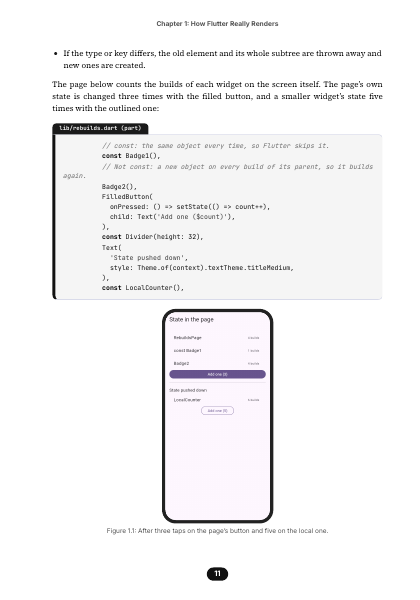 Chapter 1: How Flutter Really Renders
• If the type or key differs, the old element and its whole subtree are thrown away and
new ones are created.
The page below counts the builds of each widget on the screen itself. The page's own
state is changed three times with the filled button, and a smaller widget's state five
times with the outlined one:
lib/rebuilds.dart (part)
// const: the same object every time, so Flutter skips it.
const Badge1(),
// Not const: a new object on every build of its parent, so it builds
again.
Badge2(),
FilledButton(
onPressed: () => setState(() => count++),
child: Text('Add one ($count)'),
),
const Divider(height: 32),
Text(
'State pushed down',
style: Theme.of(context).textTheme.titleMedium,
),
const LocalCounter(),
State in the page
RebuildsPage
const Badge1
Badge2
Add one (3)
State pushed down
LocalCounter
Add one (5)
Figure 1.1: After three taps on the page's button and five on the local one.
11